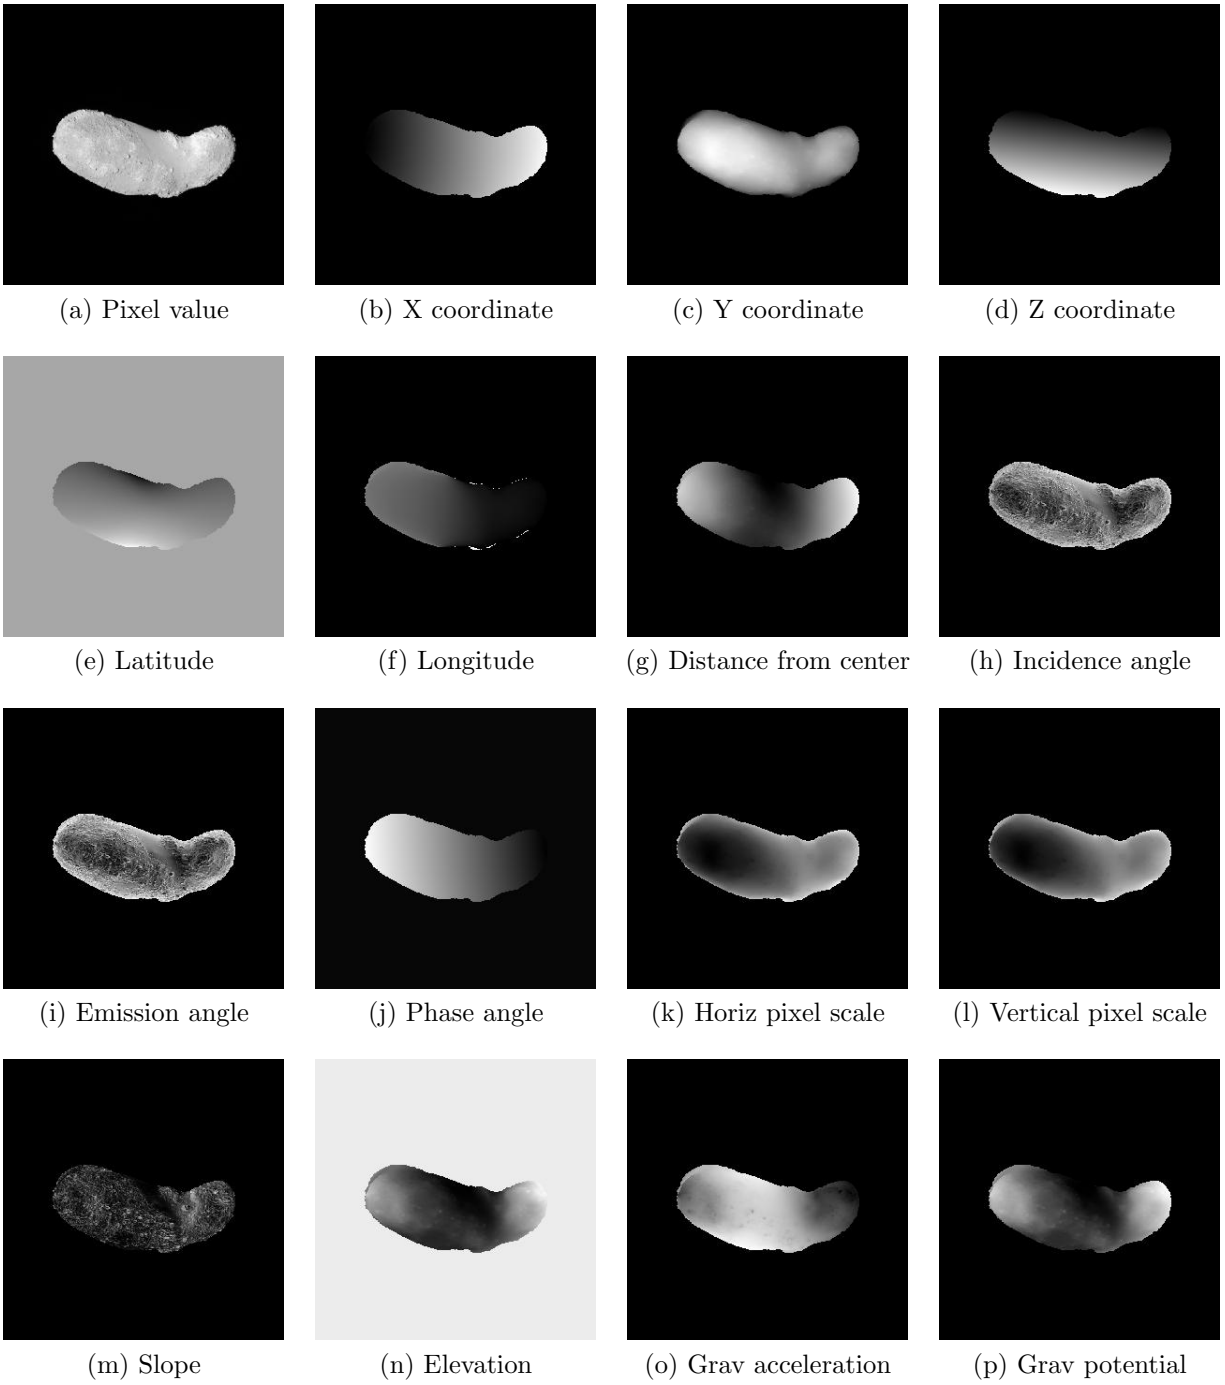 (a) Pixel value
(b) X coordinate
(c) Y coordinate
(d) Z coordinate
(e) Latitude
(f) Longitude
(g) Distance from center
(h) Incidence angle
(i) Emission angle
(j) Phase angle
(k) Horiz pixel scale
(l) Vertical pixel scale
(m) Slope
(n) Elevation
(o) Grav acceleration
(p) Grav potential